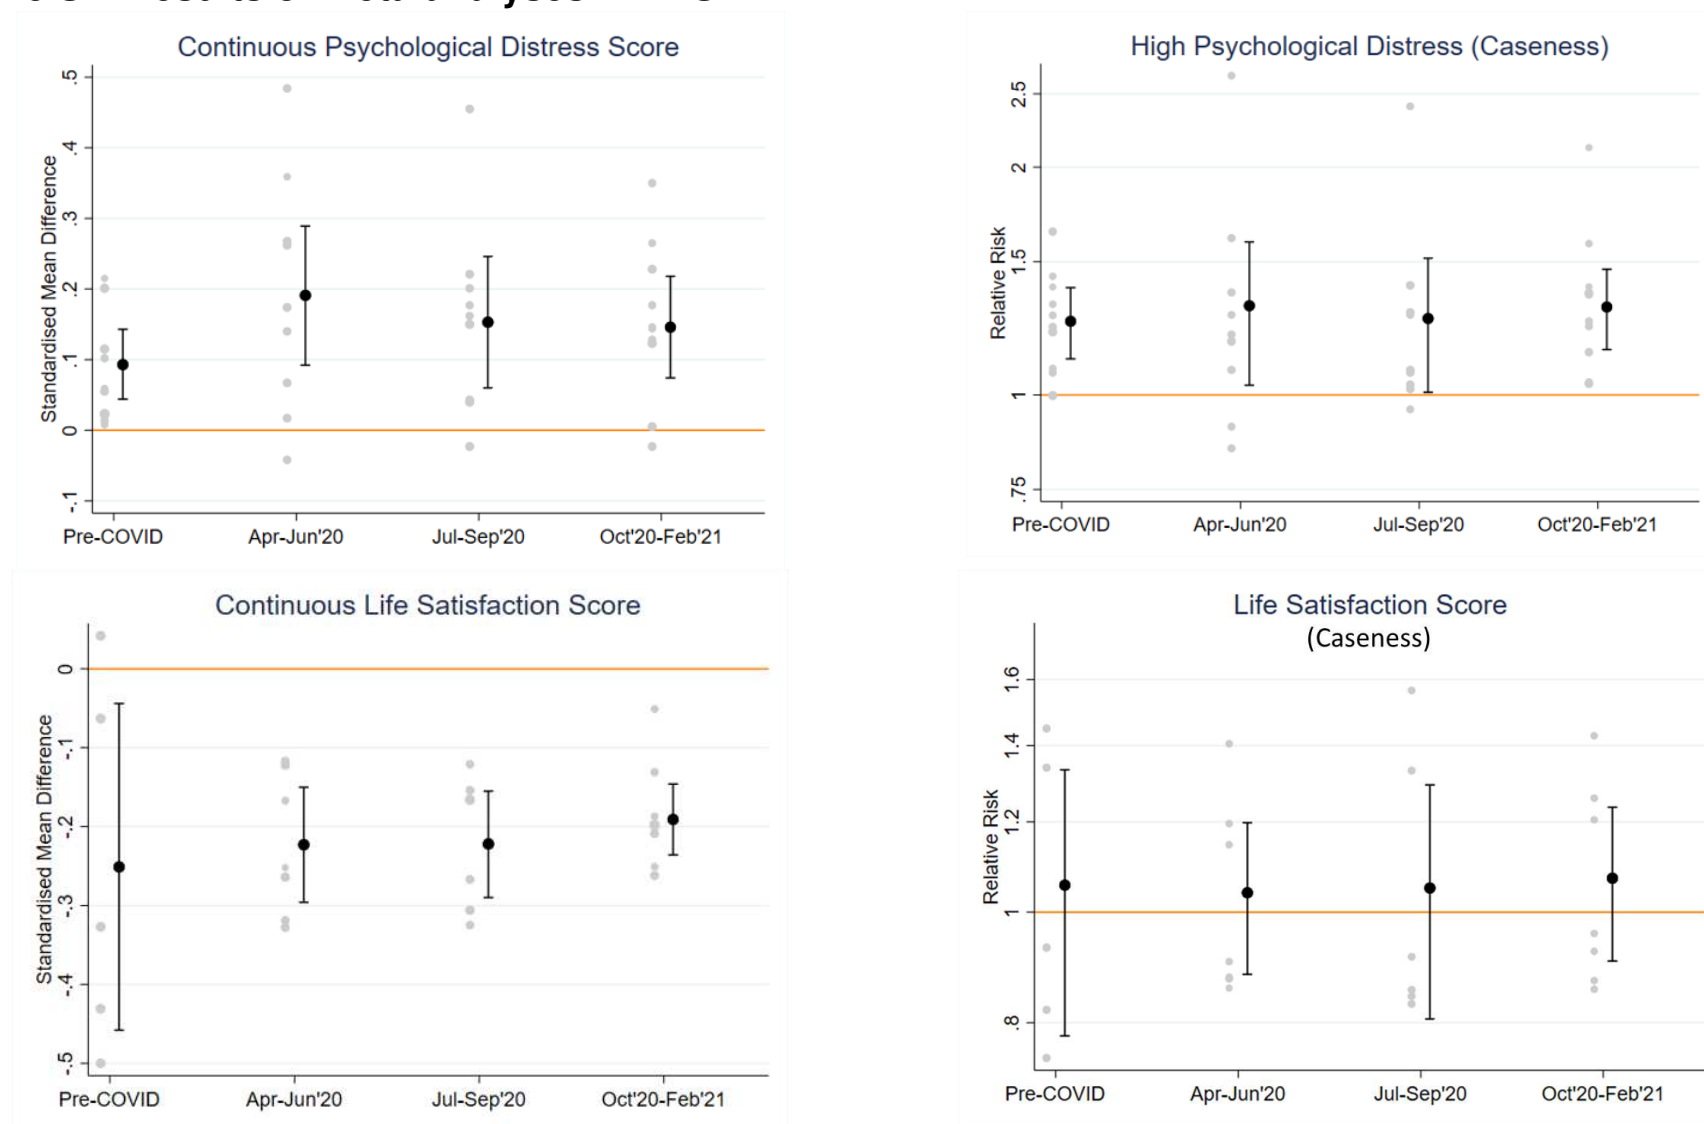 Continuous Psychological Distress Score
Standardised Mean Difference
.5
.4
.3
.2
.1
0
-.1
Pre-COVID Apr-Jun'20 Jul-Sep'20 Oct'20-Feb'21
High Psychological Distress (Caseness)
Relative Risk
2.5
2
1.5
1
.75
Pre-COVID Apr-Jun'20 Jul-Sep'20 Oct'20-Feb'21
Continuous Life Satisfaction Score
Standardised Mean Difference
0
-.1
-.2
-.3
-.4
-.5
Pre-COVID Apr-Jun'20 Jul-Sep'20 Oct'20-Feb'21
Life Satisfaction Score
(Caseness)
Relative Risk
1.6
1.4
1.2
1
.8
Pre-COVID Apr-Jun'20 Jul-Sep'20 Oct'20-Feb'21